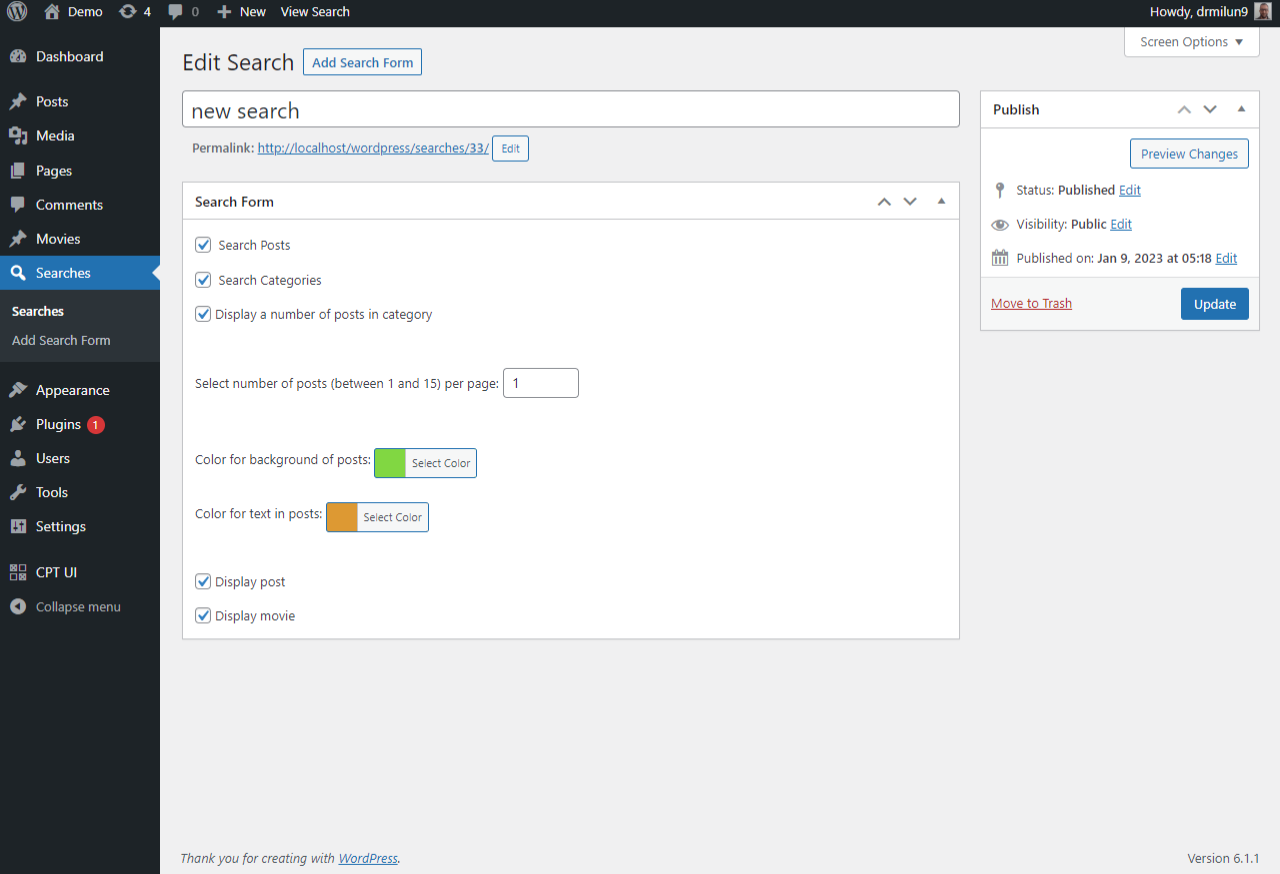 Demo 4 0 New View Search Howdy, drmilun9
Screen Options
Dashboard
Posts
Media
Pages
Comments
Movies
Searches
Searches
Add Search Form
Appearance
Plugins 1
Users
Tools
Settings
CPT UI
Collapse menu
Edit Search Add Search Form
new search
Permalink: http://localhost/wordpress/searches/33/ Edit
Search Form
Search Posts
Search Categories
Display a number of posts in category
Select number of posts (between 1 and 15) per page: 1
Color for background of posts: Select Color
Color for text in posts: Select Color
Display post
Display movie
Publish
Preview Changes
Status: Published Edit
Visibility: Public Edit
Published on: Jan 9, 2023 at 05:18 Edit
Move to Trash Update
Thank you for creating with WordPress. Version 6.1.1